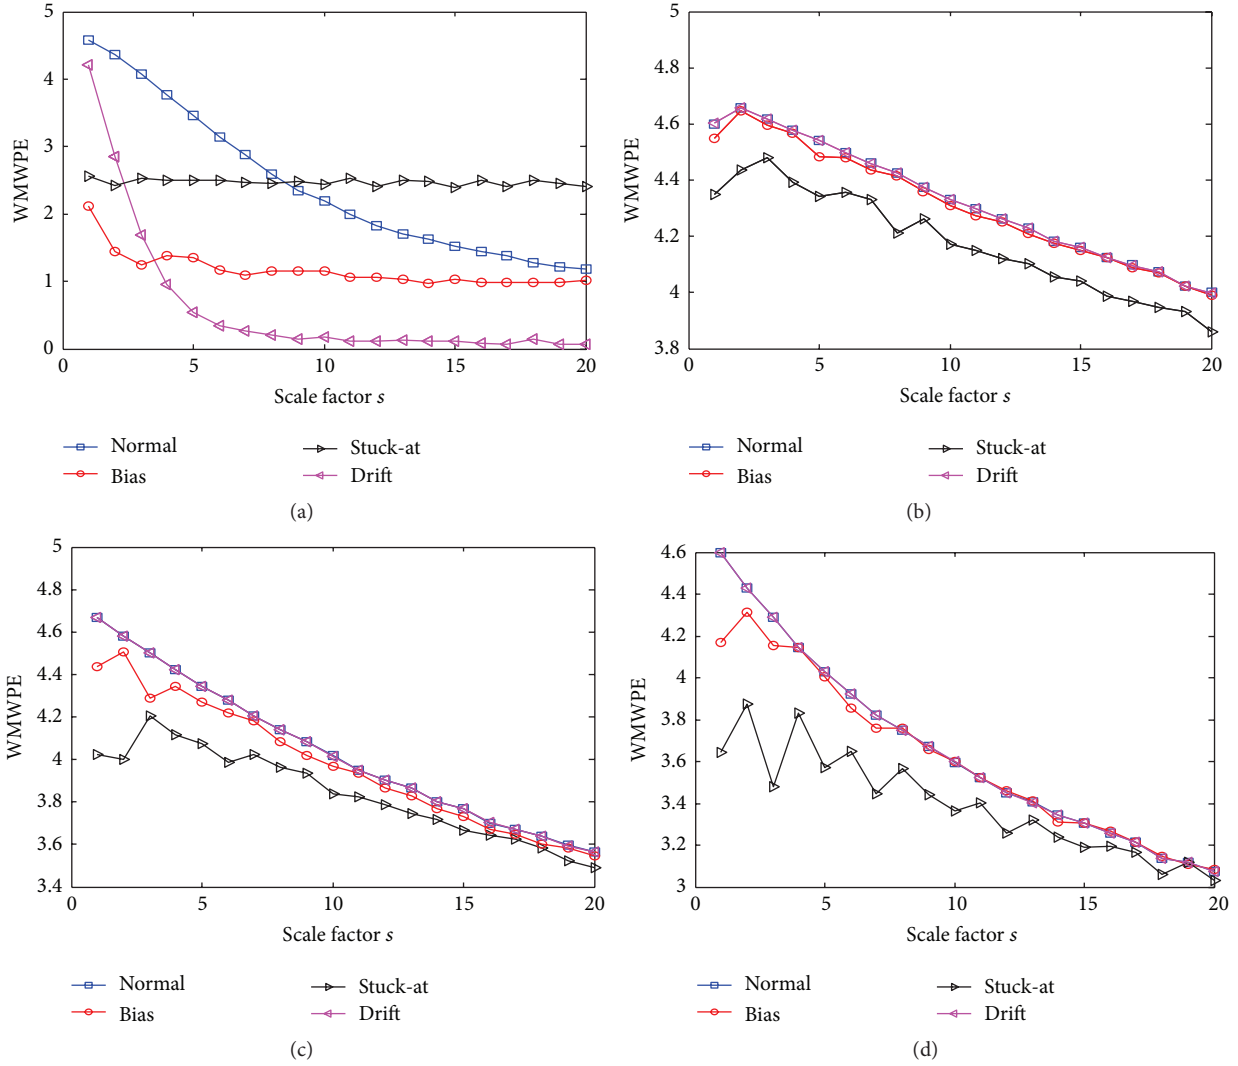 5
4
3
2
1
0
WMWPE
0 5 10 15 20
Scale factor s
Normal Stuck-at
Bias Drift
(a)
5
4.8
4.6
4.4
4.2
4
3.8
WMWPE
0 5 10 15 20
Scale factor s
Normal Stuck-at
Bias Drift
(b)
5
4.8
4.6
4.4
4.2
4
3.8
3.6
3.4
WMWPE
0 5 10 15 20
Scale factor s
Normal Stuck-at
Bias Drift
(c)
4.6
4.4
4.2
4
3.8
3.6
3.4
3.2
3
WMWPE
0 5 10 15 20
Scale factor s
Normal Stuck-at
Bias Drift
(d)